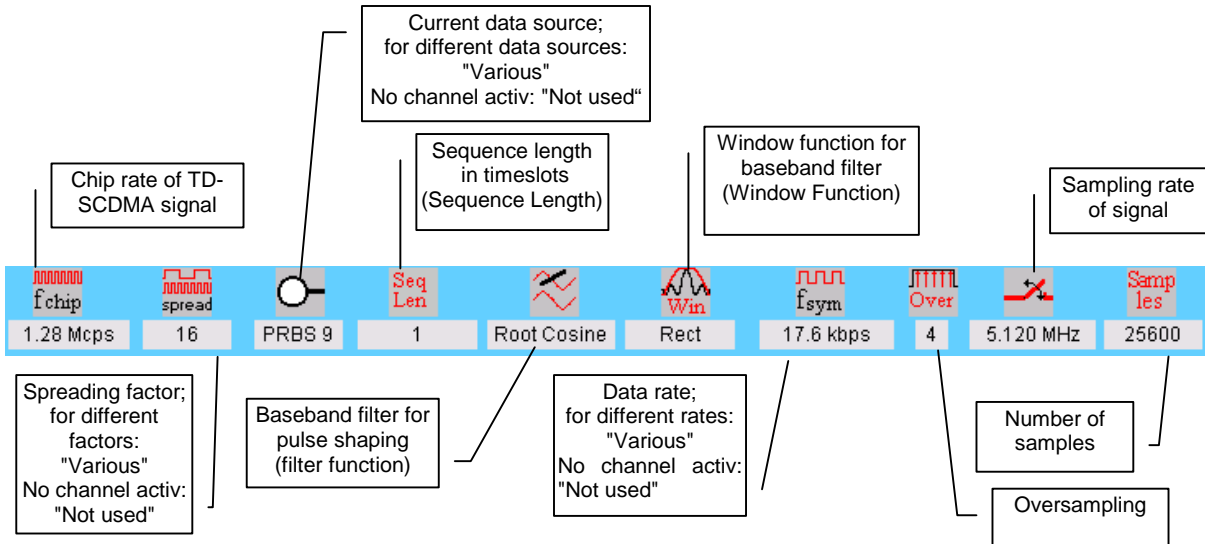 Current data source;
for different data sources:
"Various"
No channel activ: "Not used“
Chip rate of TD-
SCDMA signal
Sequence length
in timeslots
(Sequence Length)
Window function for
baseband filter
(Window Function)
Sampling rate
of signal
fchip
spread
Seq
Len
Win
fsym
Over
Samp
les
1.28 Mcps
16
PRBS 9
1
Root Cosine
Rect
17.6 kbps
4
5.120 MHz
25600
Spreading factor;
for different
factors:
"Various"
No channel activ:
"Not used"
Baseband filter for
pulse shaping
(filter function)
Data rate;
for different rates:
"Various"
No channel activ:
"Not used"
Number of
samples
Oversampling